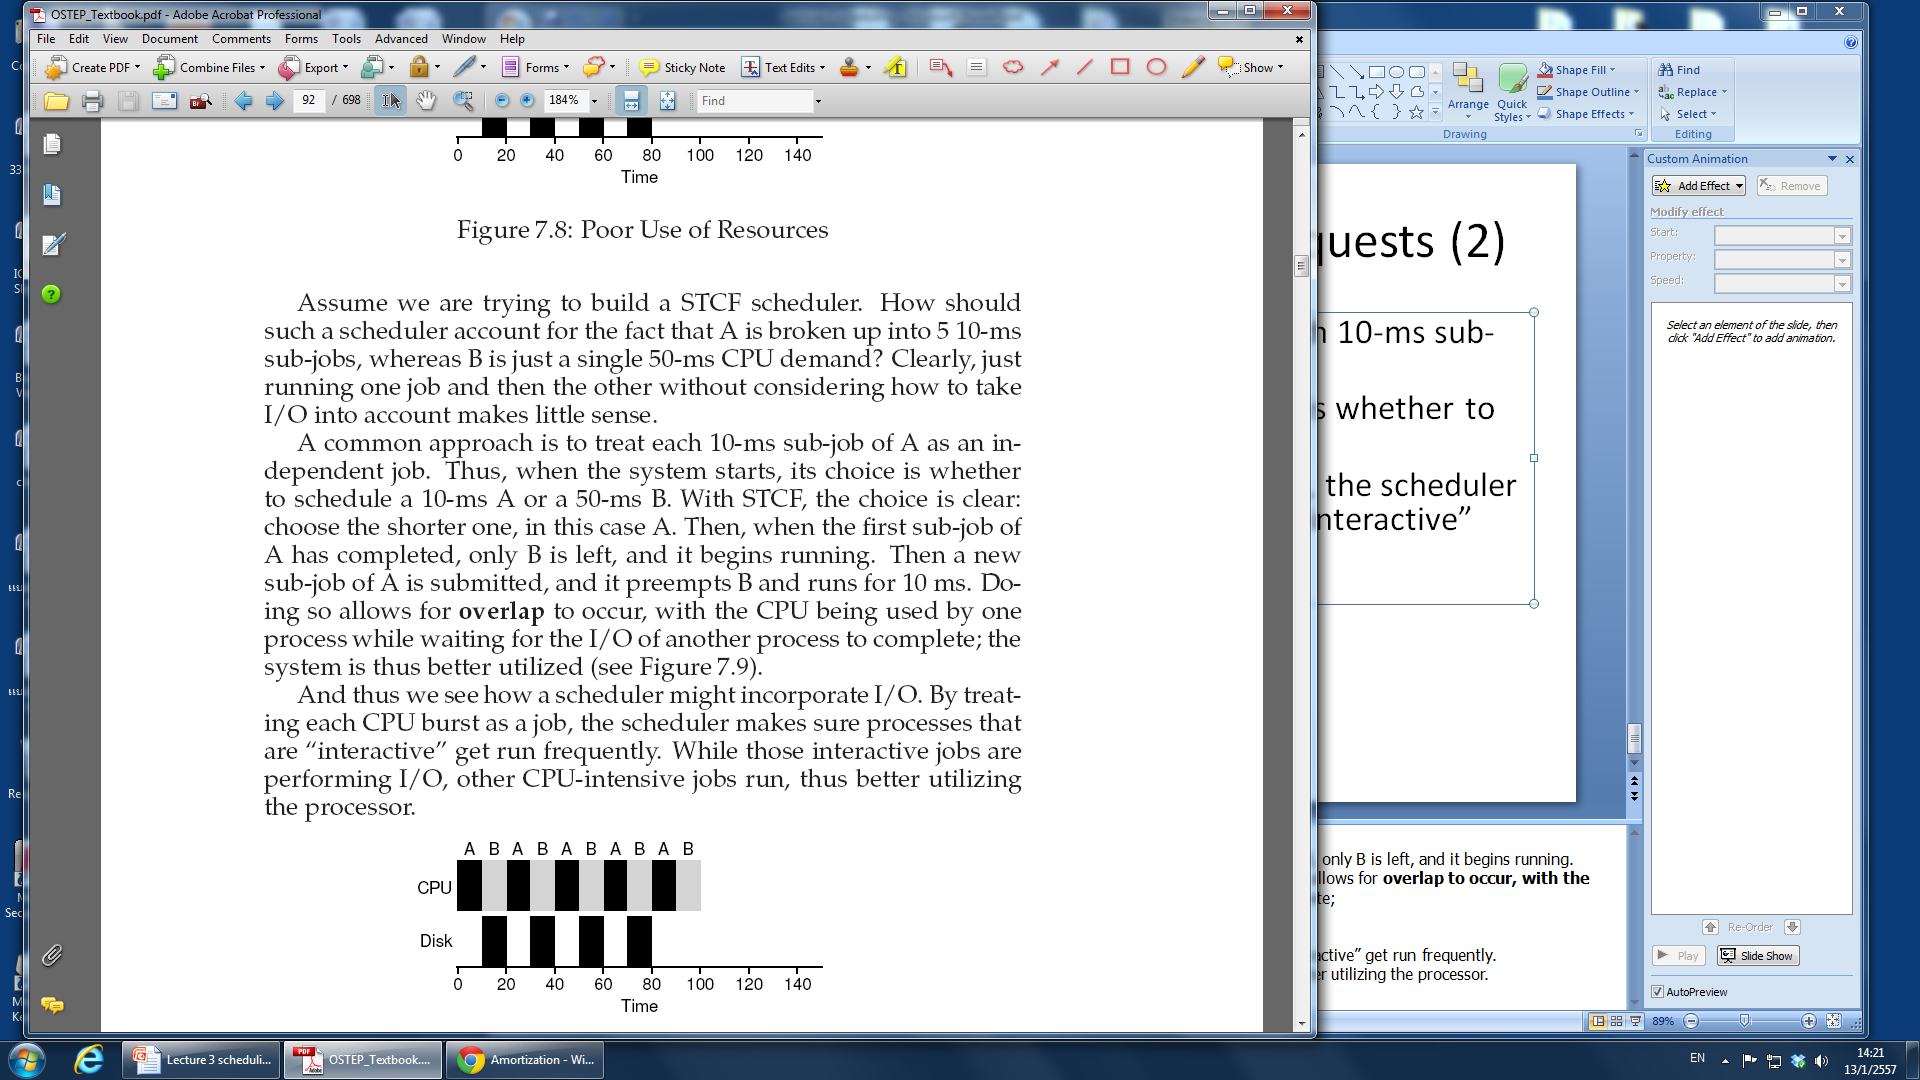 OSTEP_Textbook.pdf - Adobe Acrobat Professional
File Edit View Document Comments Forms Tools Advanced Window Help
Create PDF Combine Files Export Forms Sticky Note Text Edits Show
92 / 698 184% Find
0 20 40 60 80 100 120 140
Time
Figure 7.8: Poor Use of Resources
Assume we are trying to build a STCF scheduler. How should
such a scheduler account for the fact that A is broken up into 5 10-ms
sub-jobs, whereas B is just a single 50-ms CPU demand? Clearly, just
running one job and then the other without considering how to take
I/O into account makes little sense.
A common approach is to treat each 10-ms sub-job of A as an in-
dependent job. Thus, when the system starts, its choice is whether
to schedule a 10-ms A or a 50-ms B. With STCF, the choice is clear:
choose the shorter one, in this case A. Then, when the first sub-job of
A has completed, only B is left, and it begins running. Then a new
sub-job of A is submitted, and it preempts B and runs for 10 ms. Do-
ing so allows for overlap to occur, with the CPU being used by one
process while waiting for the I/O of another process to complete; the
system is thus better utilized (see Figure 7.9).
And thus we see how a scheduler might incorporate I/O. By treat-
ing each CPU burst as a job, the scheduler makes sure processes that
are “interactive” get run frequently. While those interactive jobs are
performing I/O, other CPU-intensive jobs run, thus better utilizing
the processor.
A B A B A B A B A B
CPU
Disk
0 20 40 60 80 100 120 140
Time
Shape Fill
Shape Outline
Shape Effects
Arrange
Quick
Styles
Drawing
Find
Replace
Select
Editing
Custom Animation
Add Effect Remove
Modify effect
Start:
Property:
Speed:
Select an element of the slide, then
click "Add Effect" to add animation.
Re-Order
Play Slide Show
AutoPreview
89%
quests (2)
10-ms sub-
whether to
the scheduler
nteractive”
only B is left, and it begins running.
llows for overlap to occur, with the
te;
active” get run frequently.
er utilizing the processor.
Lecture 3 scheduli...
OSTEP_Textbook....
Amortization - Wi...
EN
14:21
13/1/2557